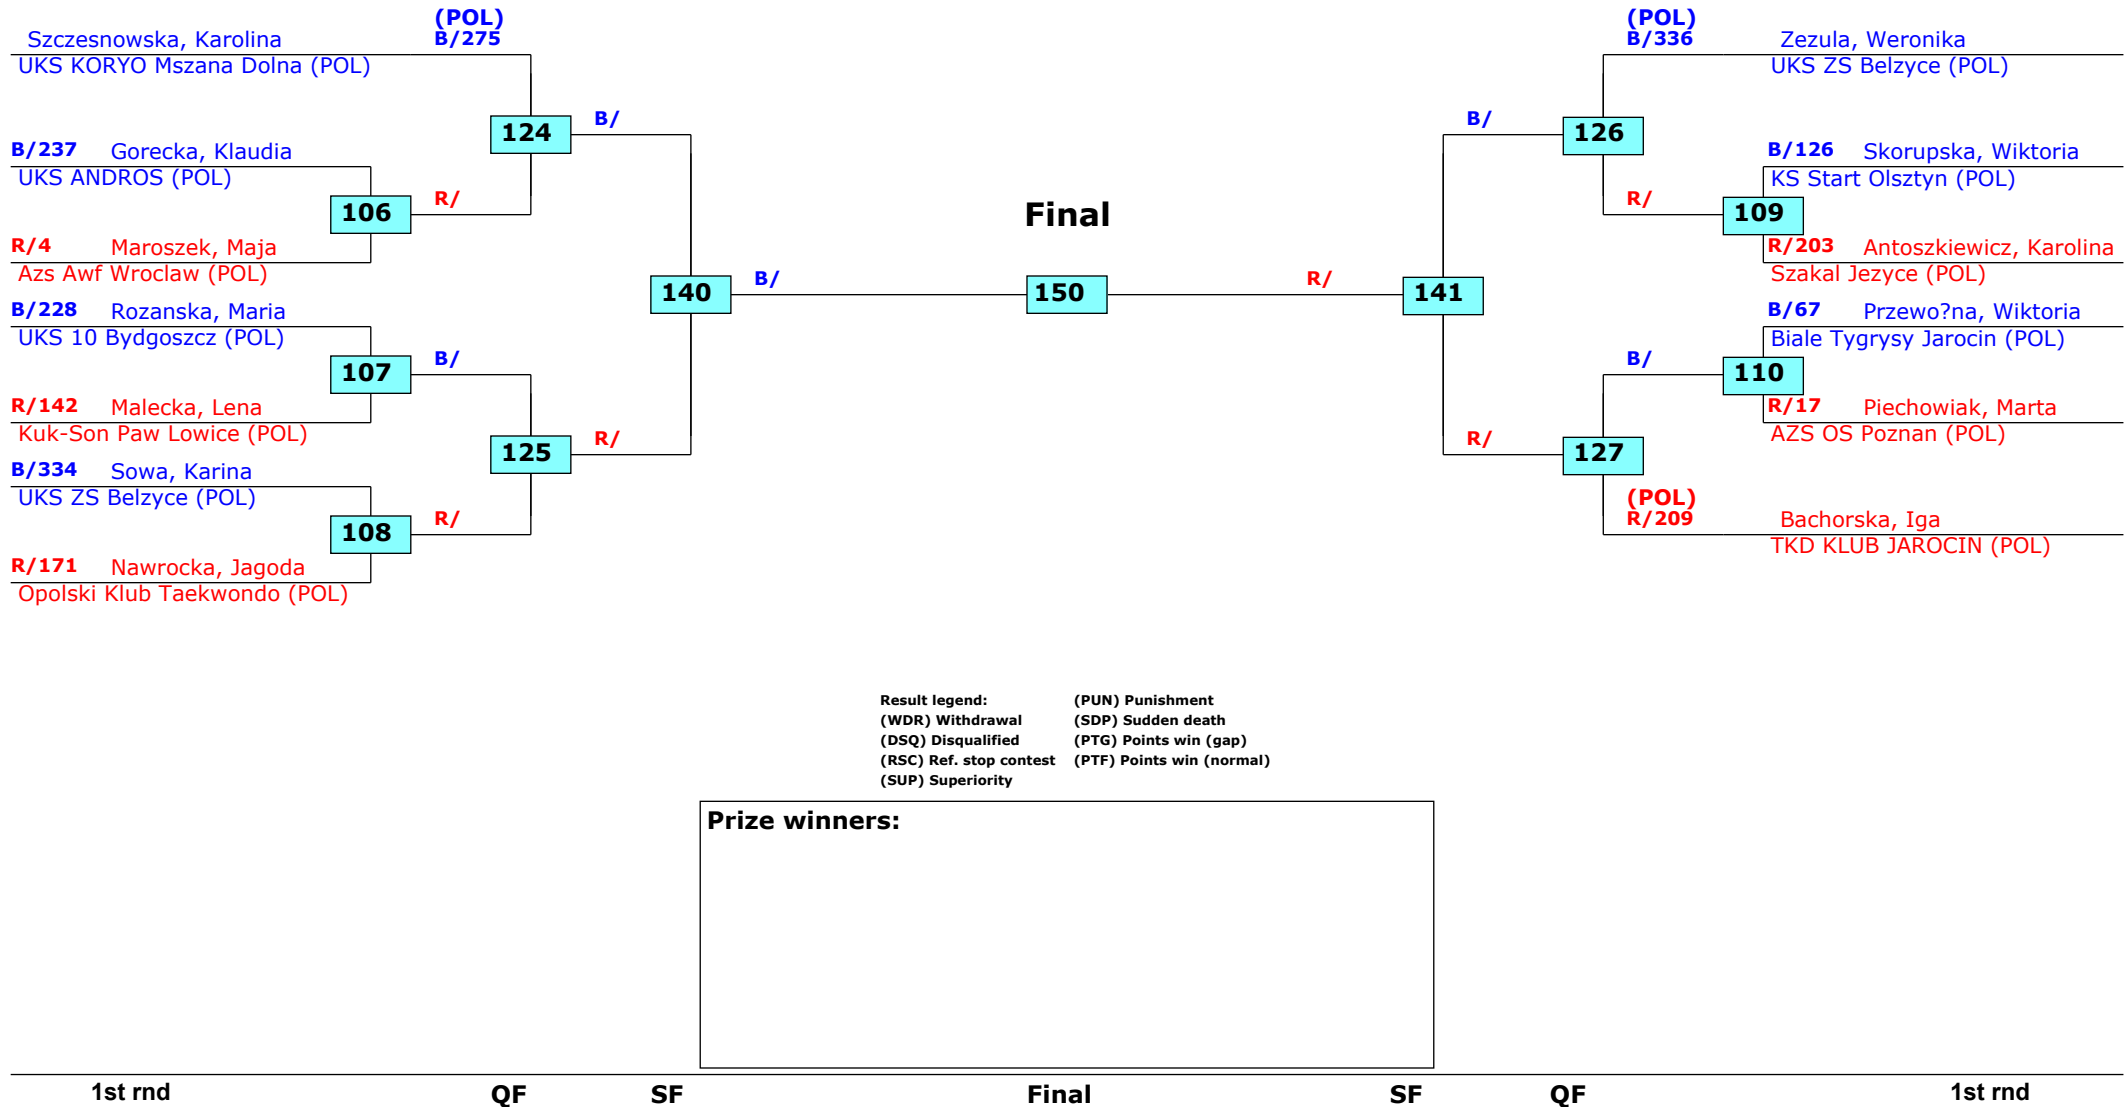 (POL)
B/275
Szczesnowska, Karolina
UKS KORYO Mszana Dolna (POL)
124
B/
B/237 Gorecka, Klaudia
UKS ANDROS (POL)
106
R/
R/4 Maroszek, Maja
Azs Awf Wroclaw (POL)
140
B/
B/228 Rozanska, Maria
UKS 10 Bydgoszcz (POL)
107
B/
R/142 Malecka, Lena
Kuk-Son Paw Lowice (POL)
125
R/
B/334 Sowa, Karina
UKS ZS Belzyce (POL)
108
R/
R/171 Nawrocka, Jagoda
Opolski Klub Taekwondo (POL)
Final
150
(POL)
B/336
Zezula, Weronika
UKS ZS Belzyce (POL)
B/
126
B/126 Skorupska, Wiktoria
KS Start Olsztyn (POL)
R/
109
R/203 Antoszkiewicz, Karolina
Szakal Jezyce (POL)
R/
141
B/67 Przewo?na, Wiktoria
Biale Tygrysy Jarocin (POL)
B/
110
R/17 Piechowiak, Marta
AZS OS Poznan (POL)
R/
127
(POL)
R/209
Bachorska, Iga
TKD KLUB JAROCIN (POL)
Result legend: (PUN) Punishment
(WDR) Withdrawal (SDP) Sudden death
(DSQ) Disqualified (PTG) Points win (gap)
(RSC) Ref. stop contest (PTF) Points win (normal)
(SUP) Superiority
Prize winners:
1st rnd QF SF Final SF QF 1st rnd